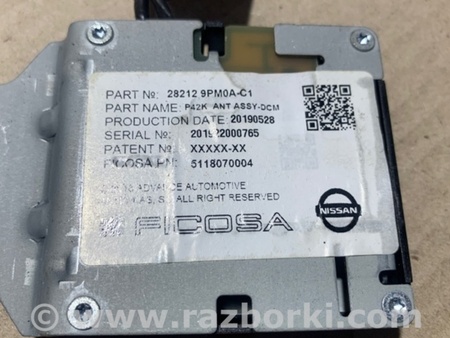 PART №: 28212 9PM0A-C1
PART NAME: P42K ANT ASSY-DCM
PRODUCTION DATE: 20190528
SERIAL №: 2019
PATENT №: XXXXX-XX
FICOSA PN: 5118070004
ADVANCE AUTOMOTIVE
ALL RIGHT RESERVED
FICOSA
NISSAN
www.razborki.com